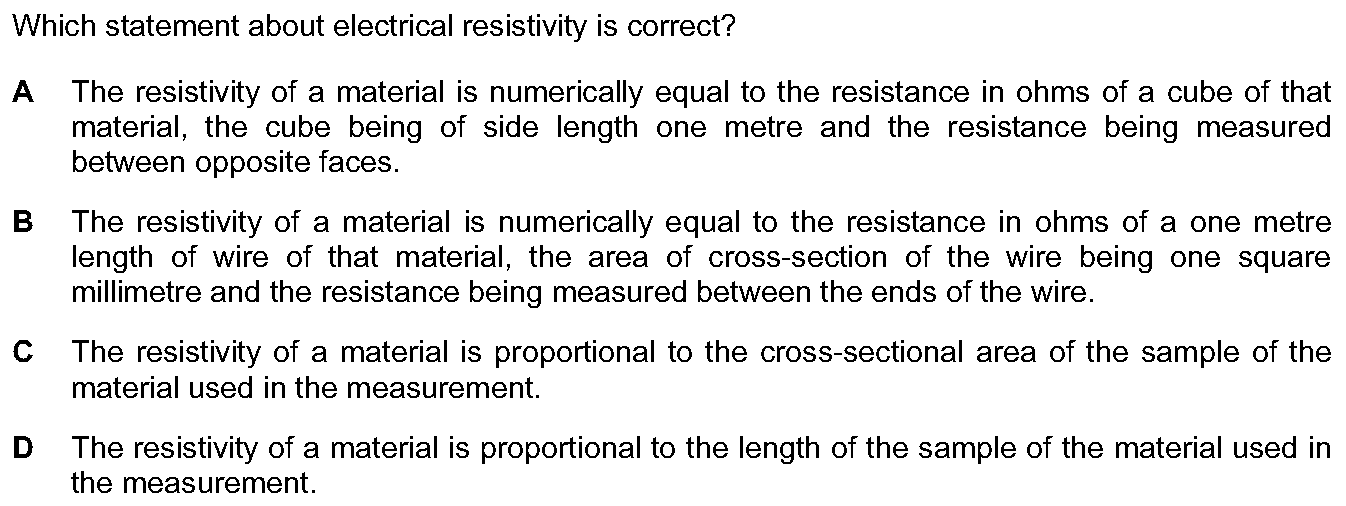 Which statement about electrical resistivity is correct?
A The resistivity of a material is numerically equal to the resistance in ohms of a cube of that
material, the cube being of side length one metre and the resistance being measured
between opposite faces.
B The resistivity of a material is numerically equal to the resistance in ohms of a one metre
length of wire of that material, the area of cross-section of the wire being one square
millimetre and the resistance being measured between the ends of the wire.
C The resistivity of a material is proportional to the cross-sectional area of the sample of the
material used in the measurement.
D The resistivity of a material is proportional to the length of the sample of the material used in
the measurement.